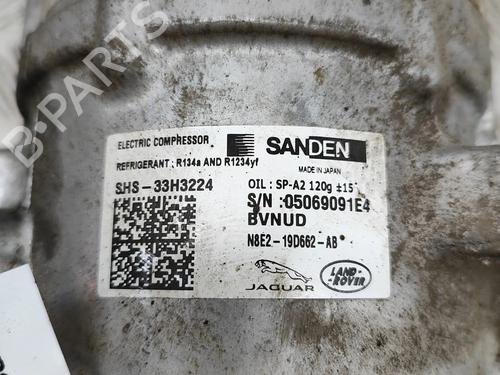 ELECTRIC COMPRESSOR
SANDEN
REFRIGERANT : R134a AND R1234yf
MADE IN JAPAN
SHS-33H3224
OIL : SP-A2 120g ±15
S/N :05069091E4
BVNUD
N8E2-19D662-AB
JAGUAR
LAND-
ROVER
B-PARTS